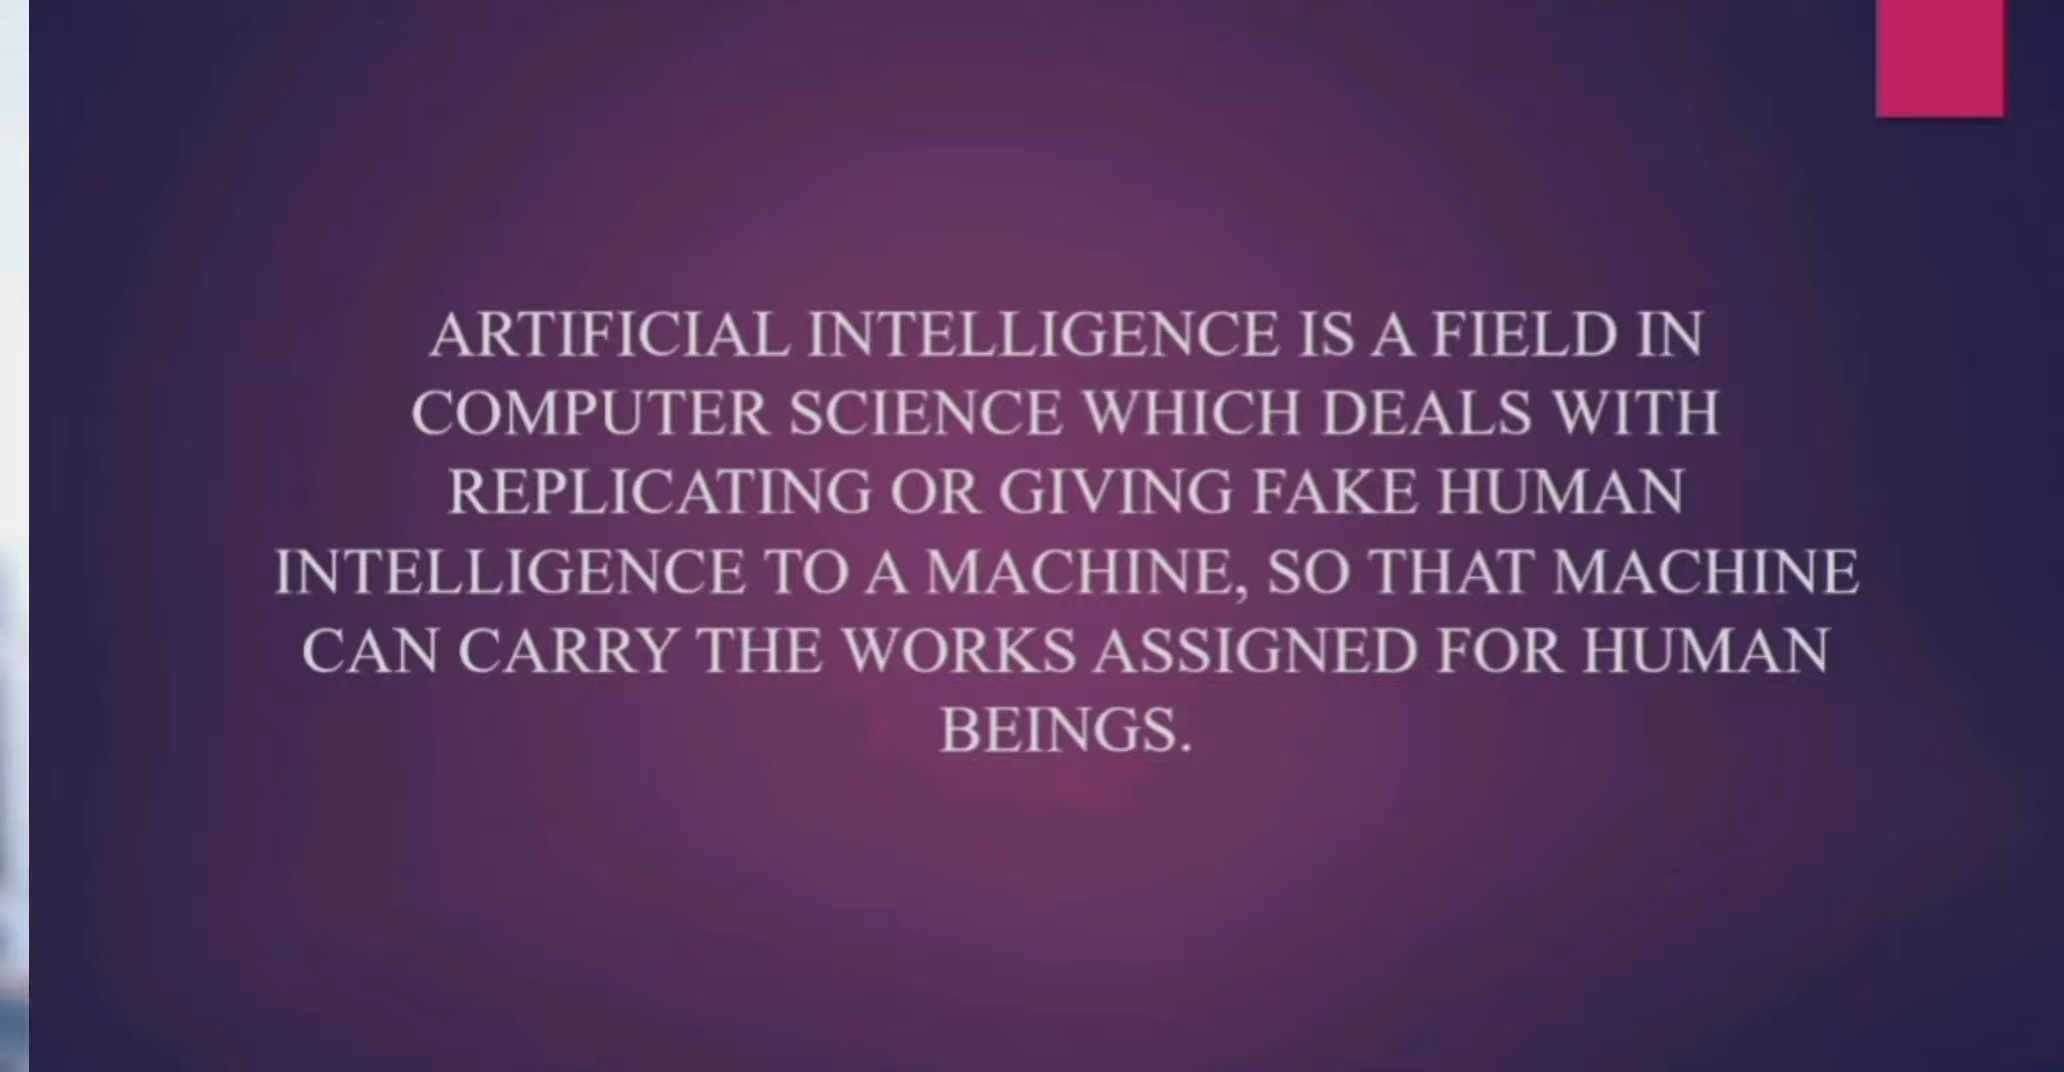 ARTIFICIAL INTELLIGENCE IS A FIELD IN
COMPUTER SCIENCE WHICH DEALS WITH
REPLICATING OR GIVING FAKE HUMAN
INTELLIGENCE TO A MACHINE, SO THAT MACHINE
CAN CARRY THE WORKS ASSIGNED FOR HUMAN
BEINGS.